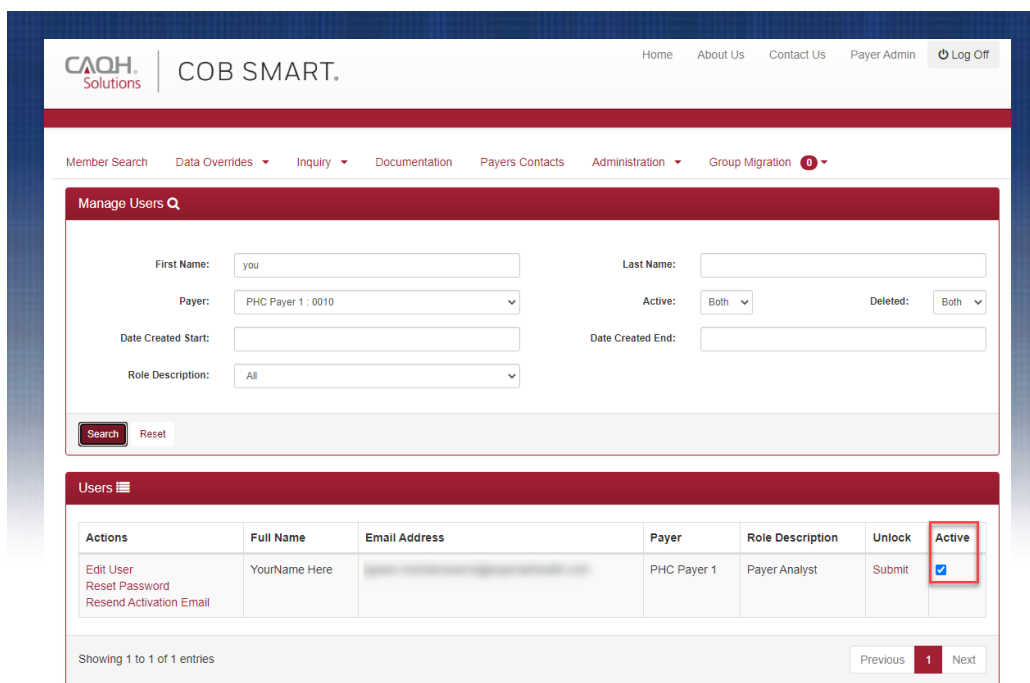 Home About Us Contact Us Payer Admin Log Off
CAQH. Solutions COB SMART.
Member Search Data Overrides Inquiry Documentation Payers Contacts Administration Group Migration 0
Manage Users
First Name: you Last Name:
Payer: PHC Payer 1 : 0010 Active: Both Deleted: Both
Date Created Start: Date Created End:
Role Description: All
Search Reset
Users
Actions Full Name Email Address Payer Role Description Unlock Active
Edit User YourName Here PHC Payer 1 Payer Analyst Submit
Reset Password
Resend Activation Email
Showing 1 to 1 of 1 entries Previous 1 Next